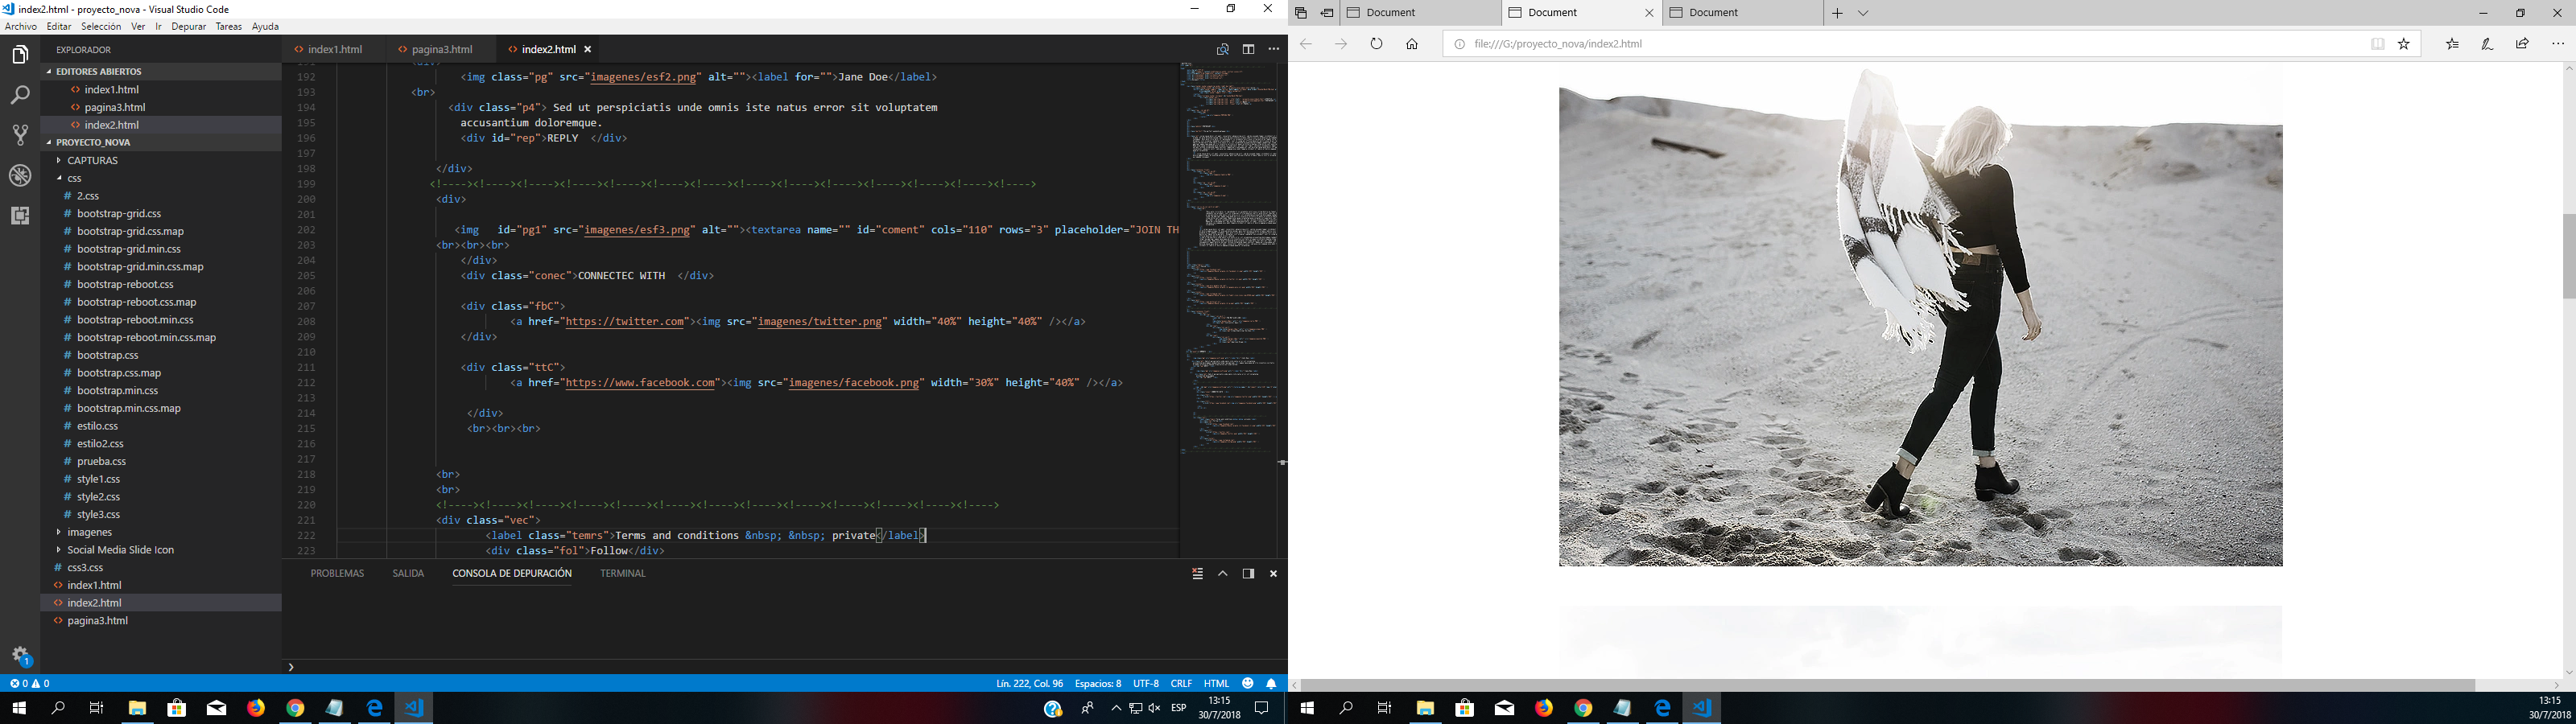 index2.html - proyecto_nova - Visual Studio Code
Archivo Editar Selección Ver Ir Depurar Tareas Ayuda
EXPLORADOR
EDITORES ABIERTOS
index1.html
pagina3.html
index2.html
PROYECTO_NOVA
CAPTURAS
css
# 2.css
# bootstrap-grid.css
# bootstrap-grid.css.map
# bootstrap-grid.min.css
# bootstrap-grid.min.css.map
# bootstrap-reboot.css
# bootstrap-reboot.css.map
# bootstrap-reboot.min.css
# bootstrap-reboot.min.css.map
# bootstrap.css
# bootstrap.css.map
# bootstrap.min.css
# bootstrap.min.css.map
# estilo.css
# estilo2.css
# prueba.css
# style1.css
# style2.css
# style3.css
imagenes
Social Media Slide Icon
# css3.css
<> index1.html
<> index2.html
<> pagina3.html
1
<> index1.html <> pagina3.html <> index2.html
192 <img class="pg" src="imagenes/esf2.png" alt=""><label for="">Jane Doe</label>
193 <br>
194 <div class="p4"> Sed ut perspiciatis unde omnis iste natus error sit voluptatem
195 accusantium doloremque.
196 <div id="rep">REPLY </div>
197
198 </div>
199 <!----><!----><!----><!----><!----><!----><!----><!----><!----><!----><!----><!----><!----><!---->
200 <div>
201
202 <img id="pg1" src="imagenes/esf3.png" alt=""><textarea name="" id="coment" cols="110" rows="3" placeholder="JOIN TH
203 <br><br><br>
204 </div>
205 <div class="conec">CONNECTEC WITH </div>
206
207 <div class="fbC">
208 <a href="https://twitter.com"><img src="imagenes/twitter.png" width="40%" height="40%" /></a>
209 </div>
210
211 <div class="ttC">
212 <a href="https://www.facebook.com"><img src="imagenes/facebook.png" width="30%" height="40%" /></a>
213
214 </div>
215 <br><br><br>
216
217
218 <br>
219 <br>
220 <!----><!----><!----><!----><!----><!----><!----><!----><!----><!----><!----><!----><!---->
221 <div class="vec">
222 <label class="temrs">Terms and conditions &nbsp; &nbsp; private</label>
223 <div class="fol">Follow</div>
PROBLEMAS SALIDA CONSOLA DE DEPURACIÓN TERMINAL
0 0
Lín. 222, Col. 96 Espacios: 8 UTF-8 CRLF HTML
ESP
13:15
30/7/2018
Document Document Document
file:///G:/proyecto_nova/index2.html
13:15
30/7/2018